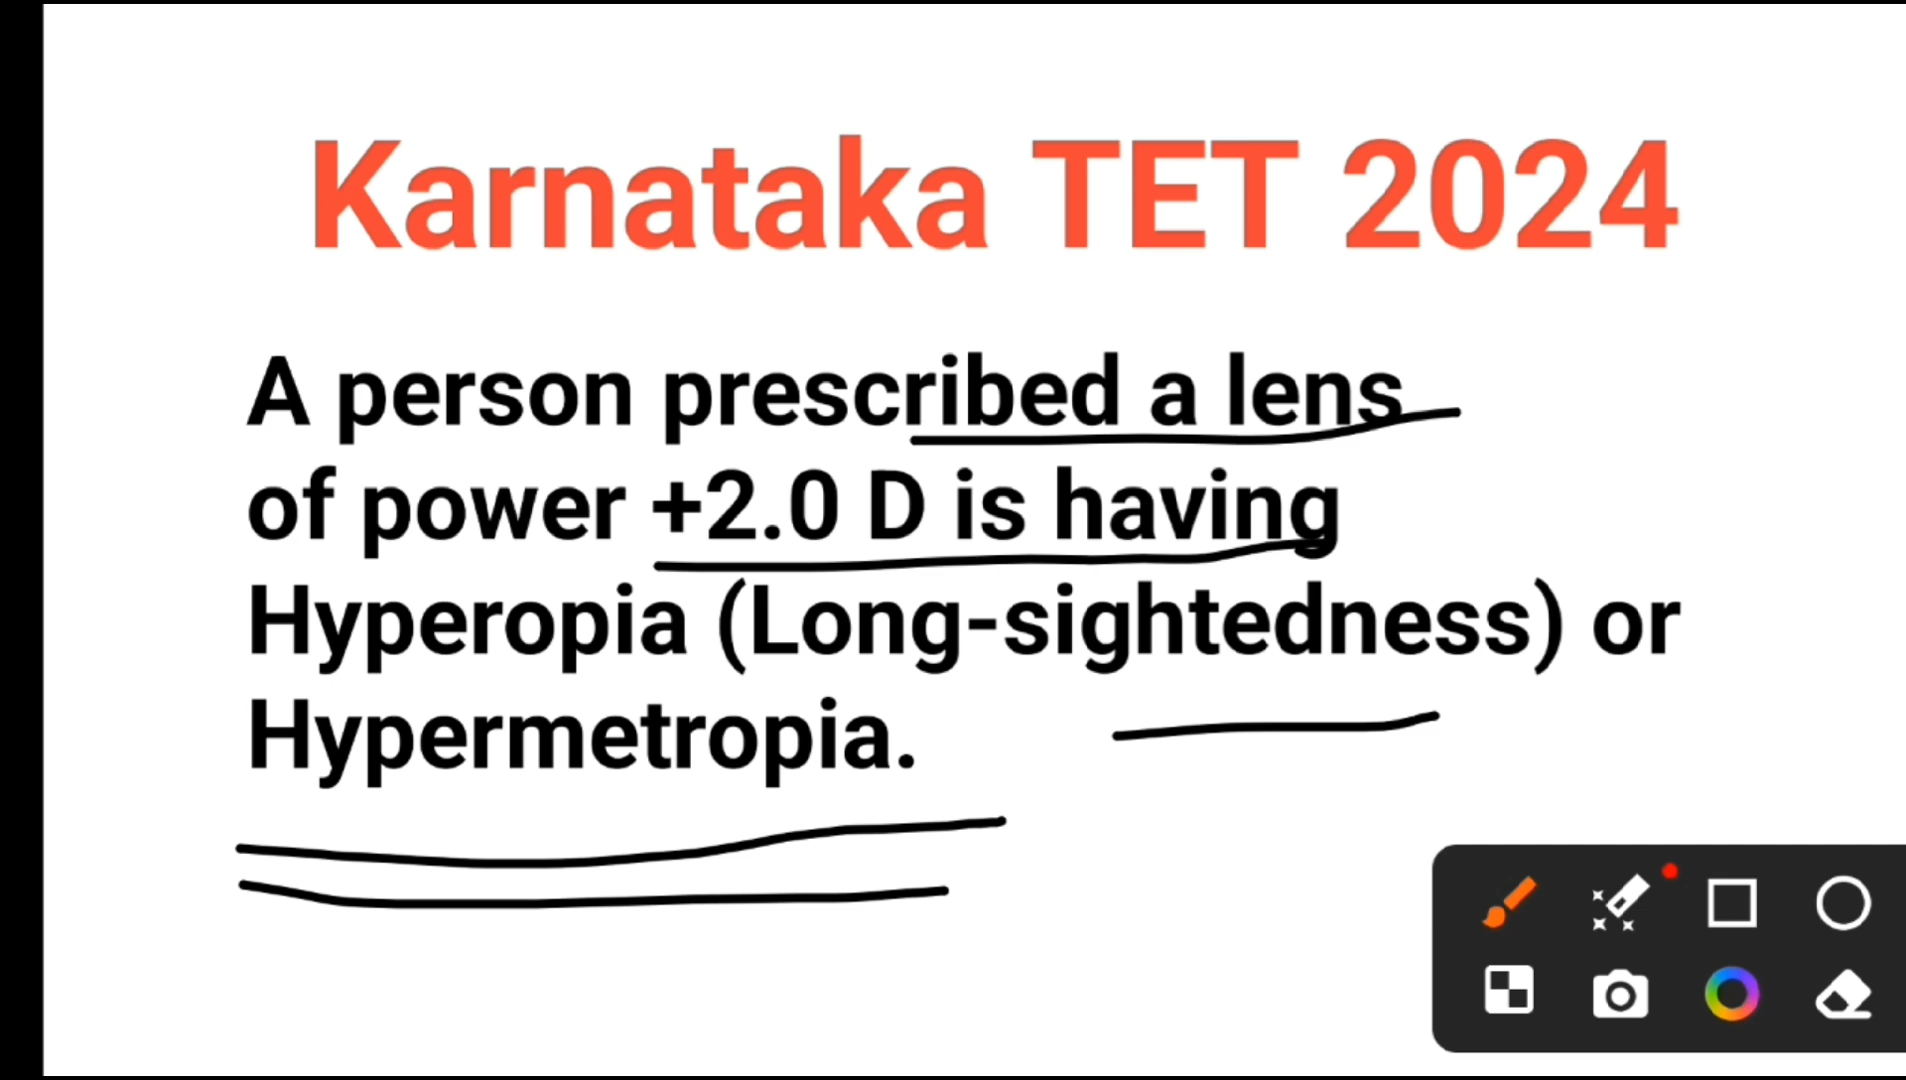 Karnataka TET 2024
A person prescribed a lens
of power +2.0 D is having
Hyperopia (Long-sightedness) or
Hypermetropia.